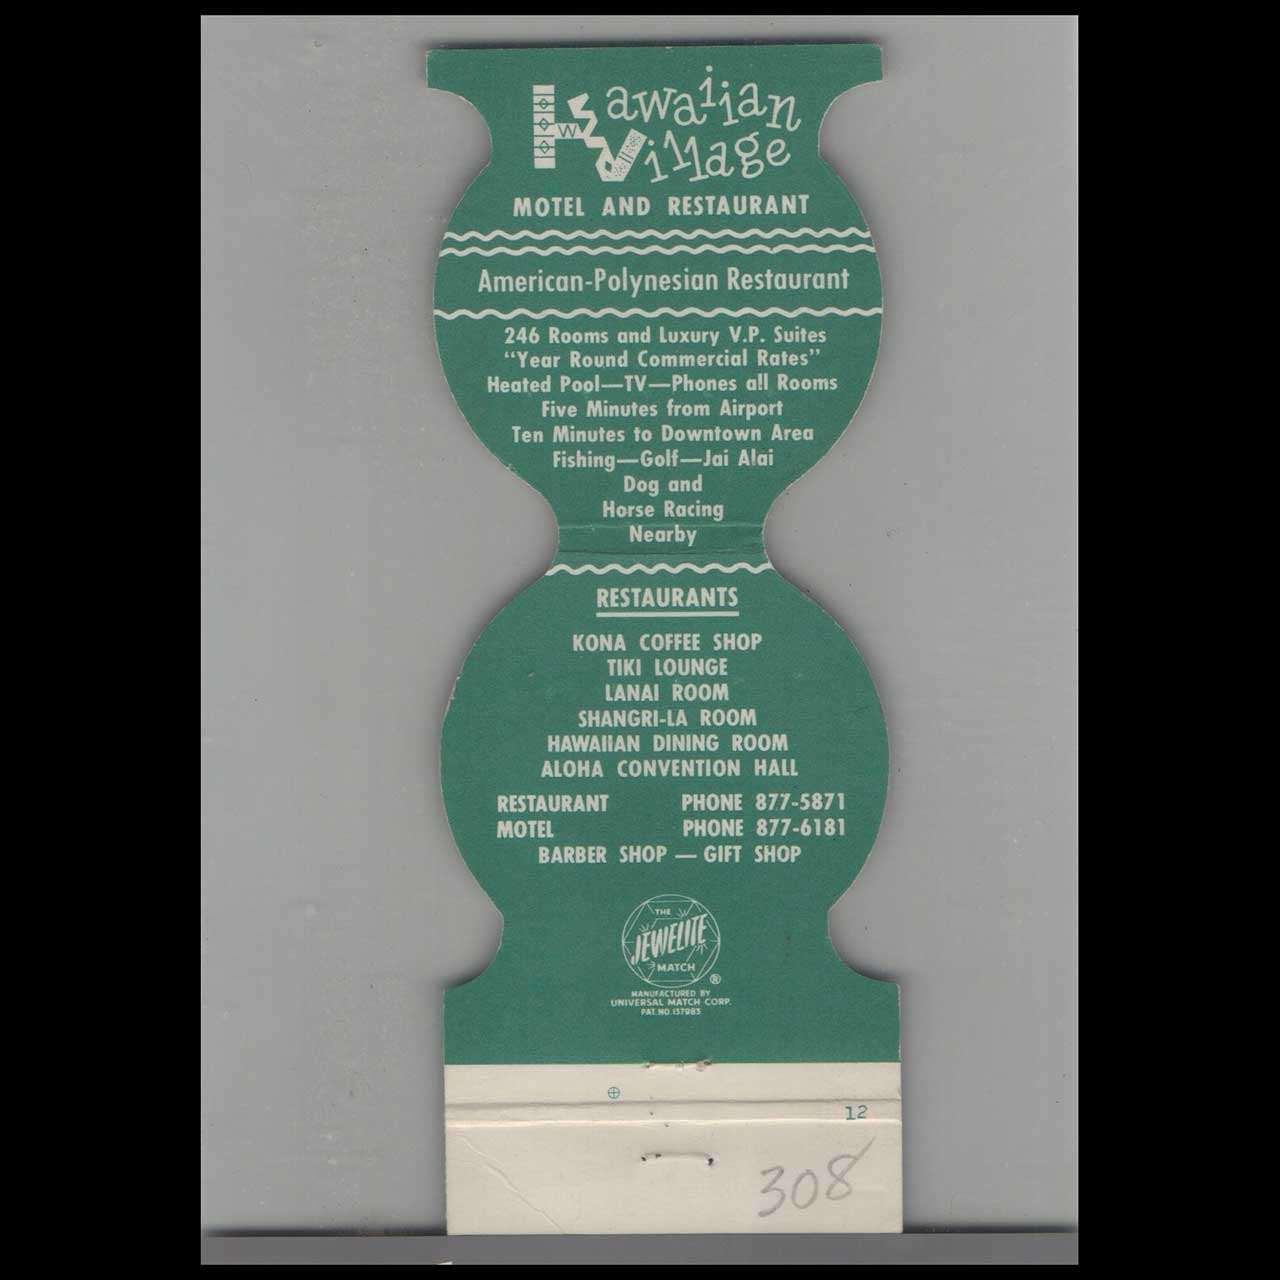 Hawaiian
Village
MOTEL AND RESTAURANT
American-Polynesian Restaurant
246 Rooms and Luxury V.P. Suites
"Year Round Commercial Rates"
Heated Pool—TV—Phones all Rooms
Five Minutes from Airport
Ten Minutes to Downtown Area
Fishing—Golf—Jai Alai
Dog and
Horse Racing
Nearby
RESTAURANTS
KONA COFFEE SHOP
TIKI LOUNGE
LANAI ROOM
SHANGRI-LA ROOM
HAWAIIAN DINING ROOM
ALOHA CONVENTION HALL
RESTAURANT PHONE 877-5871
MOTEL PHONE 877-6181
BARBER SHOP — GIFT SHOP
THE
JEWELITE
MATCH
®
MANUFACTURED BY
UNIVERSAL MATCH CORP.
PAT. NO. 137983
12
308